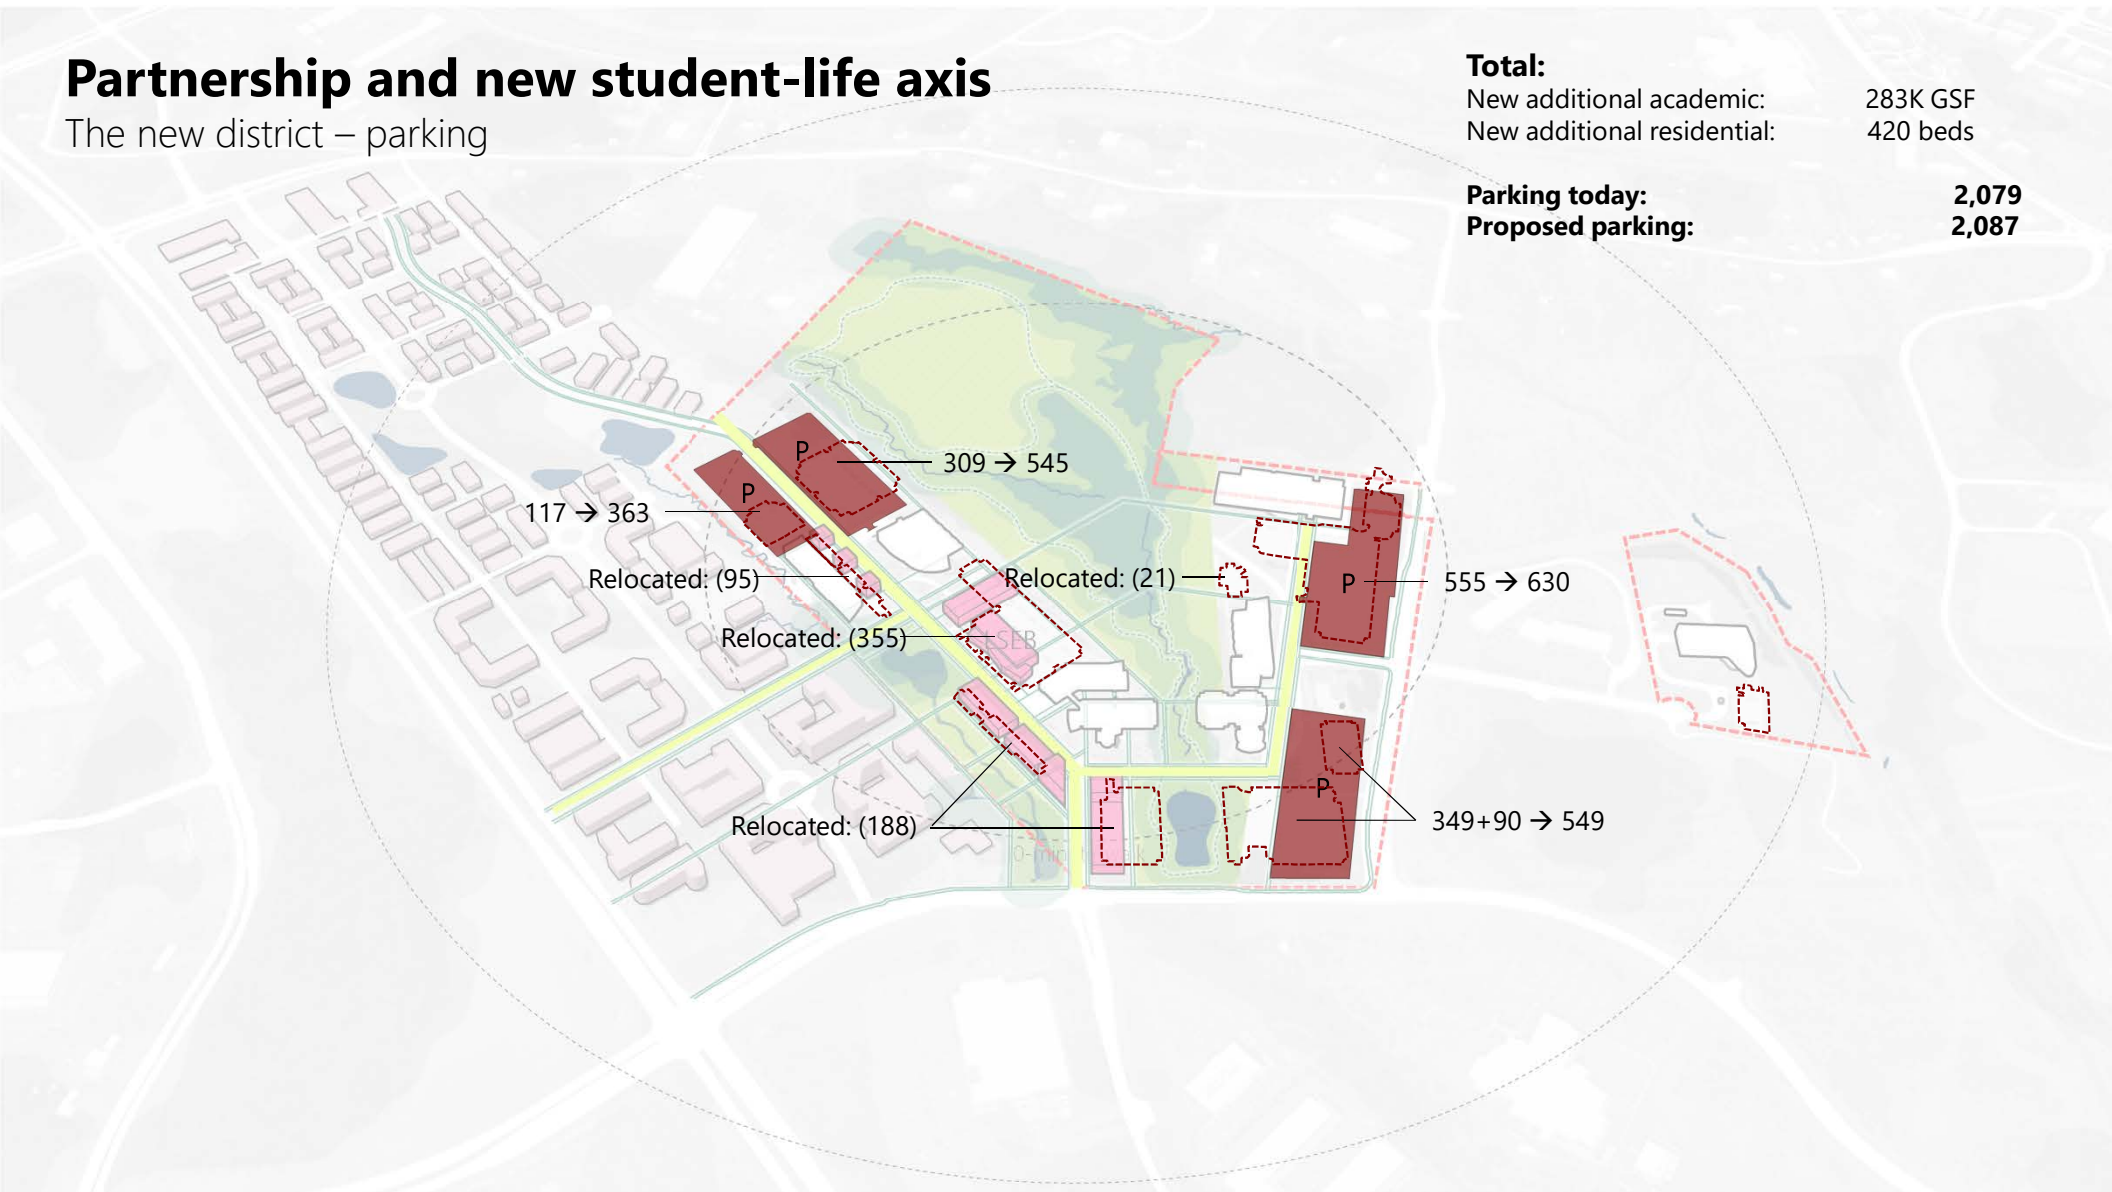 Partnership and new student-life axis
The new district – parking
Total:
New additional academic: 283K GSF
New additional residential: 420 beds
Parking today: 2,079
Proposed parking: 2,087
P
309 → 545
P
117 → 363
Relocated: (95)
Relocated: (21)
P
555 → 630
Relocated: (355)
SEB
P
Relocated: (188)
349+90 → 549